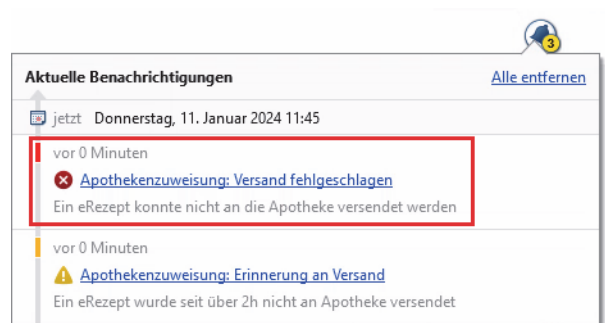 3
Aktuelle Benachrichtigungen Alle entfernen
jetzt Donnerstag, 11. Januar 2024 11:45
vor 0 Minuten
Apothekenzuweisung: Versand fehlgeschlagen
Ein eRezept konnte nicht an die Apotheke versendet werden
vor 0 Minuten
Apothekenzuweisung: Erinnerung an Versand
Ein eRezept wurde seit über 2h nicht an Apotheke versendet